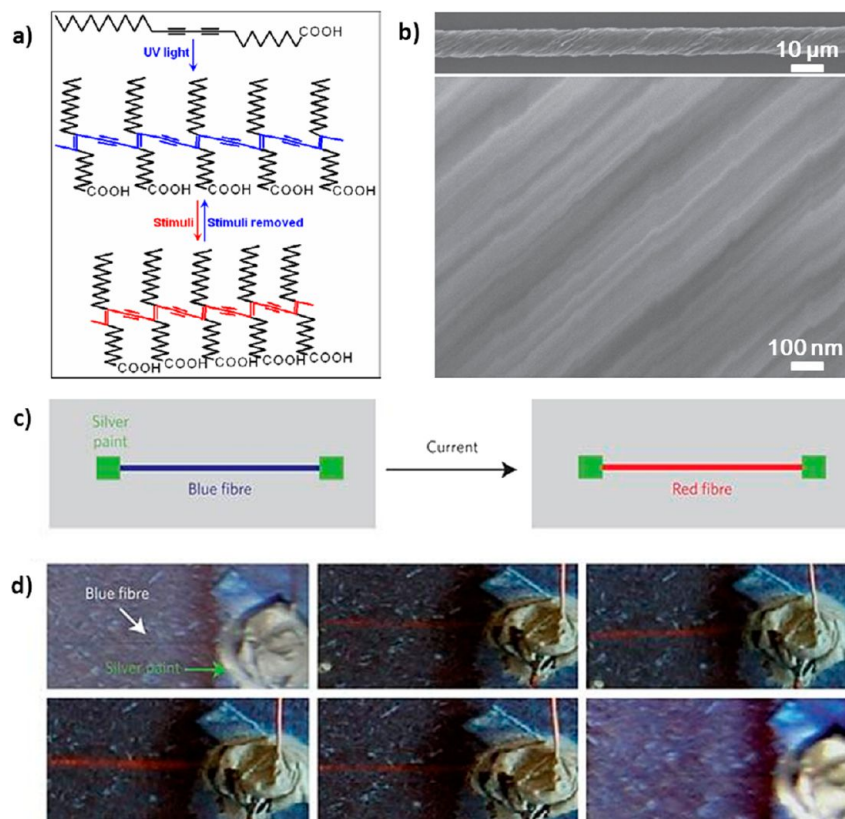 a)
COOH
UV light
COOH COOH COOH COOH COOH
Stimuli Stimuli removed
COOH COOH COOH COOH COOH
b)
10 µm
100 nm
c)
Silver
paint
Blue fibre
Current
Red fibre
d)
Blue fibre
Silver paint